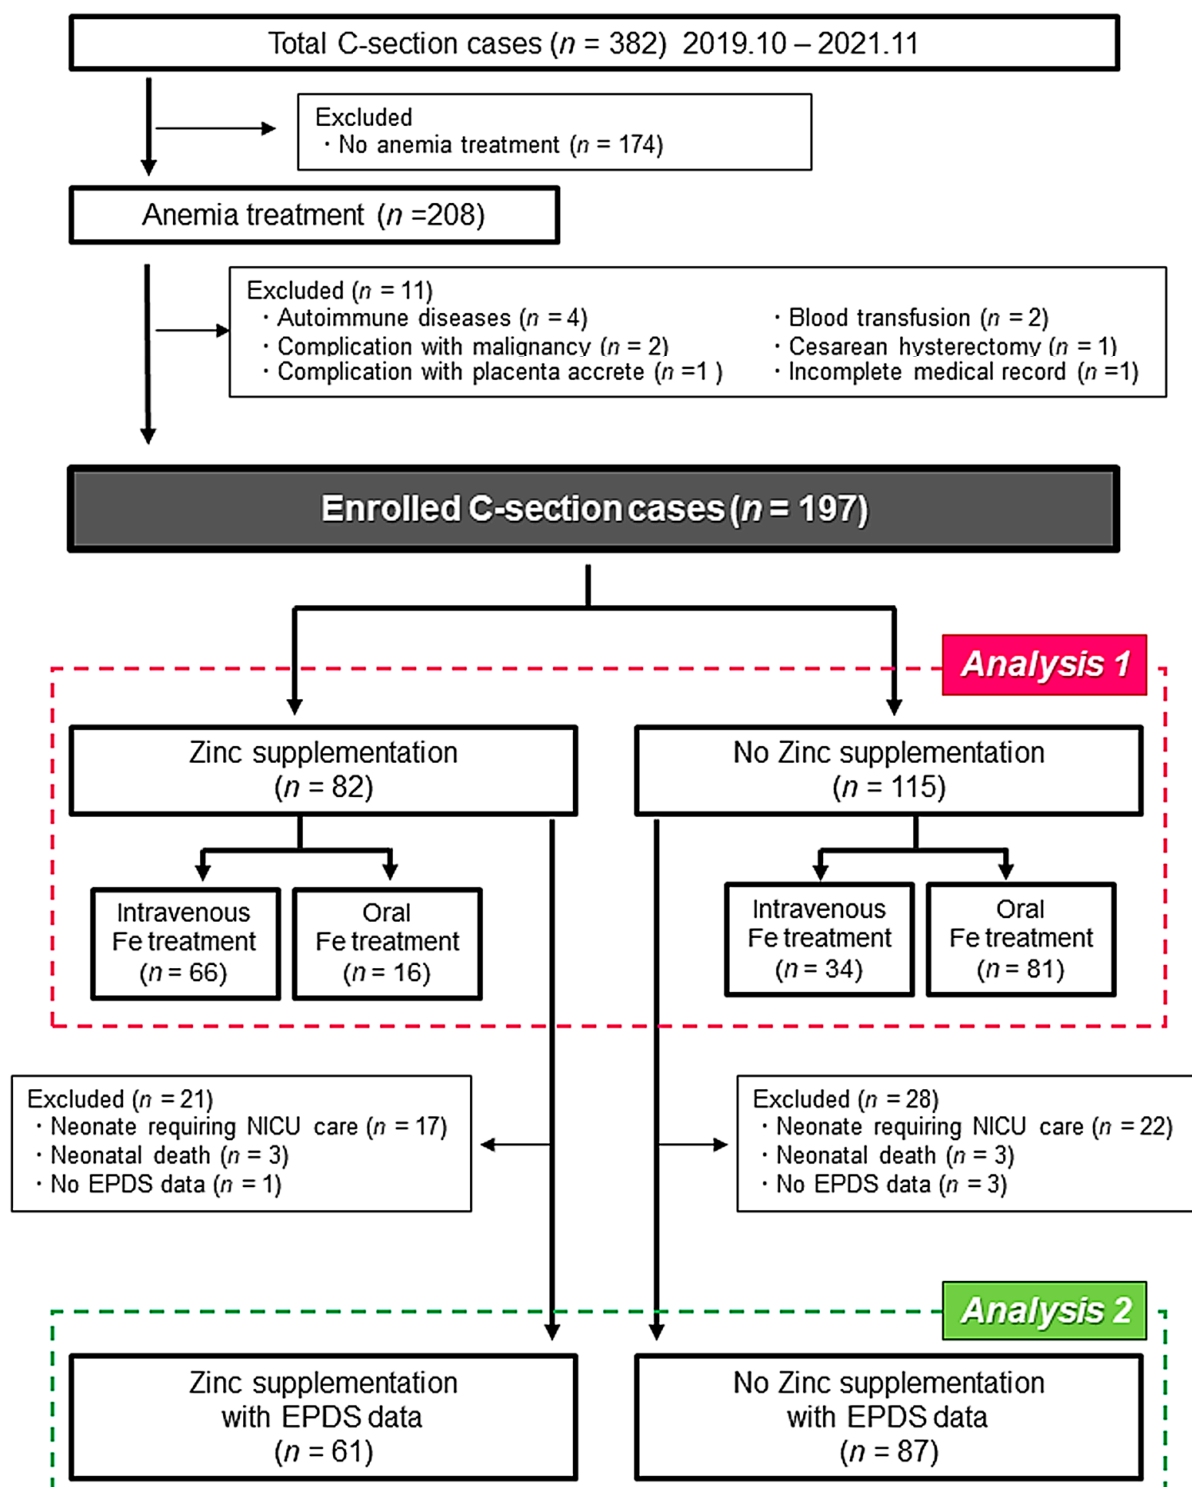 Total C-section cases (n = 382) 2019.10 – 2021.11
Excluded
・No anemia treatment (n = 174)
Anemia treatment (n =208)
Excluded (n = 11)
・Autoimmune diseases (n = 4)
・Blood transfusion (n = 2)
・Complication with malignancy (n = 2)
・Cesarean hysterectomy (n = 1)
・Complication with placenta accrete (n =1 )
・Incomplete medical record (n =1)
Enrolled C-section cases (n = 197)
Analysis 1
Zinc supplementation
(n = 82)
No Zinc supplementation
(n = 115)
Intravenous
Fe treatment
(n = 66)
Oral
Fe treatment
(n = 16)
Intravenous
Fe treatment
(n = 34)
Oral
Fe treatment
(n = 81)
Excluded (n = 21)
・Neonate requiring NICU care (n = 17)
・Neonatal death (n = 3)
・No EPDS data (n = 1)
Excluded (n = 28)
・Neonate requiring NICU care (n = 22)
・Neonatal death (n = 3)
・No EPDS data (n = 3)
Analysis 2
Zinc supplementation
with EPDS data
(n = 61)
No Zinc supplementation
with EPDS data
(n = 87)